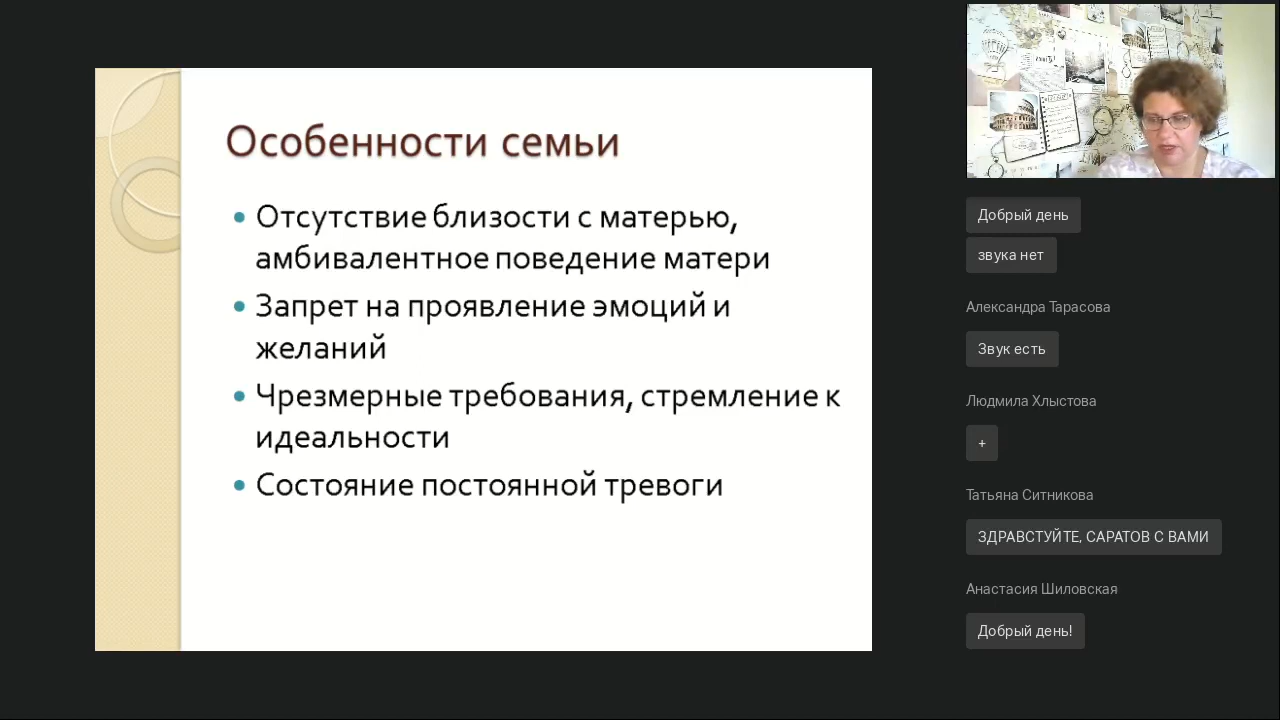 Особенности семьи
Отсутствие близости с матерью,
амбивалентное поведение матери
Запрет на проявление эмоций и
желаний
Чрезмерные требования, стремление к
идеальности
Состояние постоянной тревоги
Добрый день
звука нет
Александра Тарасова
Звук есть
Людмила Хлыстова
+
Татьяна Ситникова
ЗДРАВСТУЙТЕ, САРАТОВ С ВАМИ
Анастасия Шиловская
Добрый день!